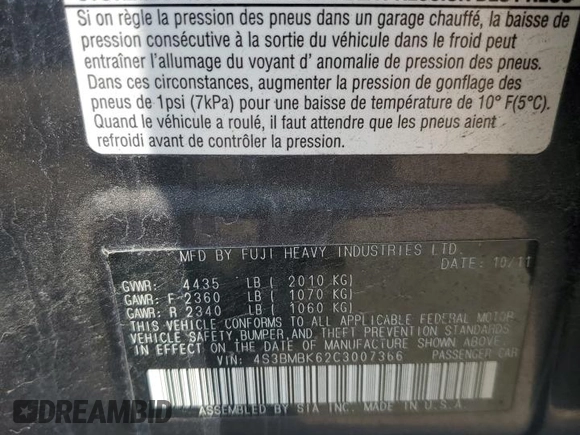 Si on règle la pression des pneus dans un garage chauffé, la baisse de
pression consécutive à la sortie du véhicule dans le froid peut
entraîner l'allumage du voyant d' anomalie de pression des pneus.
Dans ces circonstances, augmenter la pression de gonflage des
pneus de 1psi (7kPa) pour une baisse de température de 10° F(5°C).
Quand le véhicule a roulé, il faut attendre que les pneus aient
refroidi avant de contrôler la pression.
MFD BY FUJI HEAVY INDUSTRIES LTD.
DATE: 10/11
GVWR: 4435 LB ( 2010 KG)
GAWR: F-2360 LB ( 1070 KG)
GAWR: R 2340 LB ( 1060 KG)
THIS VEHICLE CONFORMS TO ALL APPLICABLE FEDERAL MOTOR
VEHICLE SAFETY, BUMPER, AND THEFT PREVENTION STANDARDS
IN EFFECT ON THE DATE OF MANUFACTURE SHOWN ABOVE.
VIN: 4S3BMBK62C3007366 PASSENGER CAR
ASSEMBLED BY SIA INC. MADE IN U.S.A.
DREAMBID